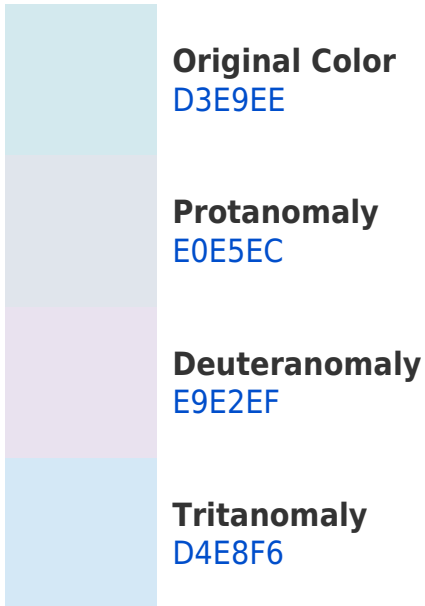 Original Color
D3E9EE
Protanomaly
E0E5EC
Deuteranomaly
E9E2EF
Tritanomaly
D4E8F6